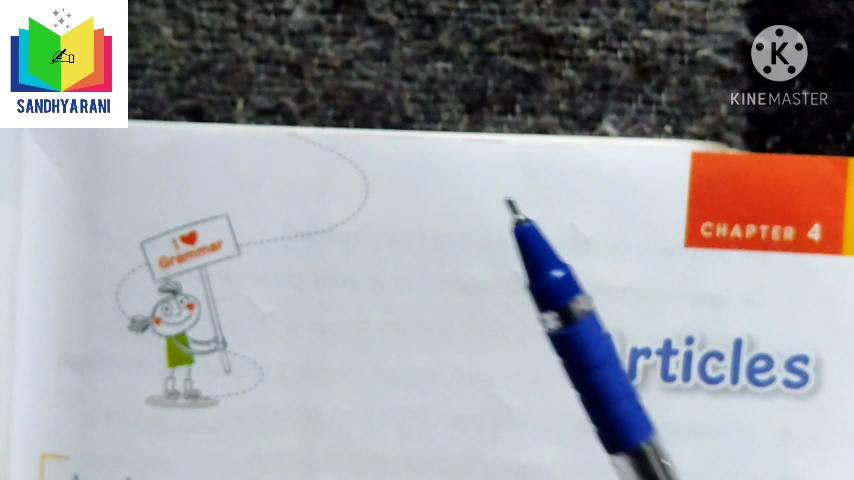 SANDHYARANI
K
KINEMASTER
I ❤
Grammar
CHAPTER 4
rticles